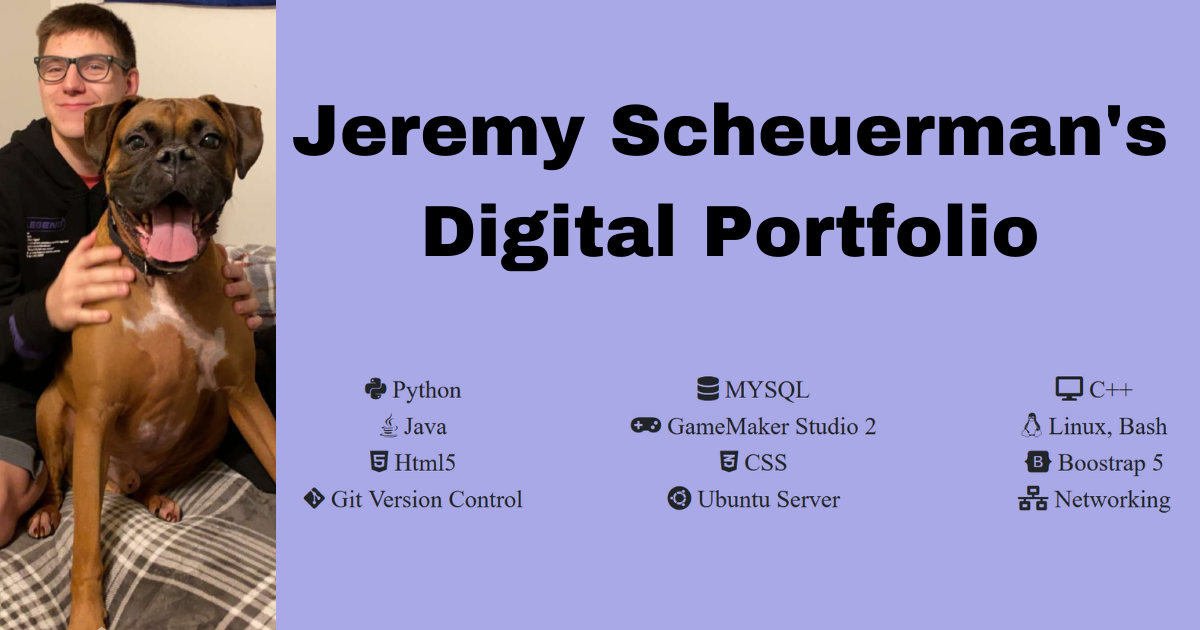 Jeremy Scheuerman's
Digital Portfolio
Python
Java
Html5
Git Version Control
MYSQL
GameMaker Studio 2
CSS
Ubuntu Server
C++
Linux, Bash
Boostrap 5
Networking